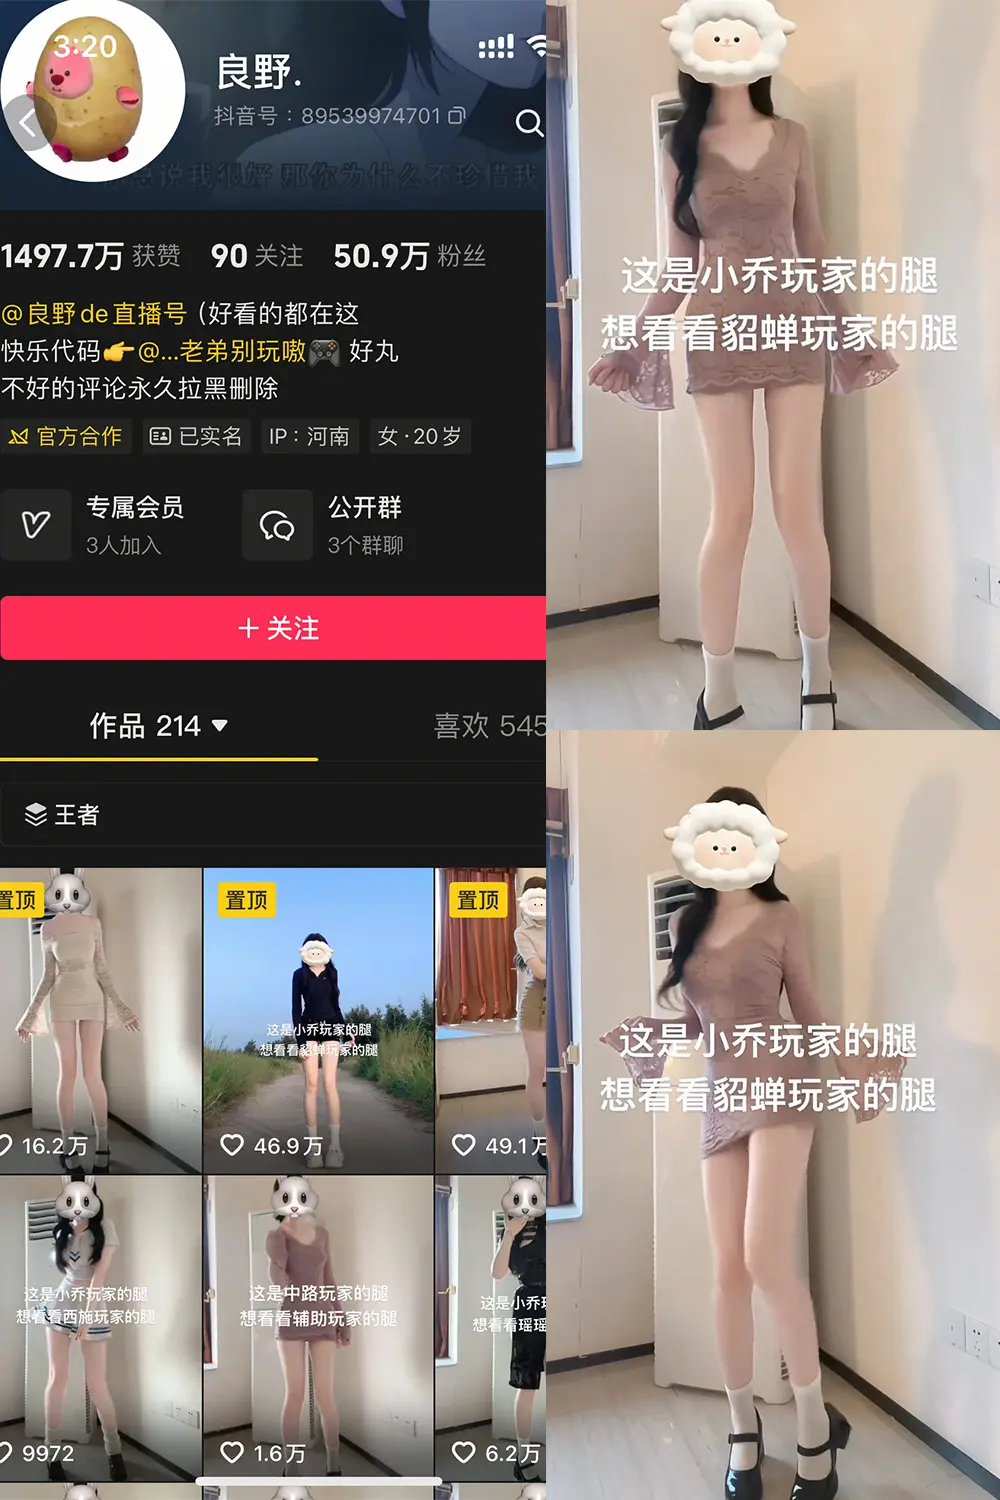 3:20
良野.
抖音号：89539974701
说我很好 那你为什么不珍惜我
1497.7万 获赞 90 关注 50.9万 粉丝
@良野de直播号（好看的都在这
快乐代码👉@...老弟别玩嗷🎮 好丸
不好的评论永久拉黑删除
官方合作 已实名 IP：河南 女·20岁
专属会员
3人加入
公开群
3个群聊
+ 关注
作品 214 喜欢 545
王者
置顶
16.2万
置顶
这是小乔玩家的腿
想看看貂蝉玩家的腿
46.9万
置顶
49.1万
这是小乔玩家的腿
想看看西施玩家的腿
9972
这是中路玩家的腿
想看看辅助玩家的腿
1.6万
这是小乔玩
想看看瑶瑶
6.2万
这是小乔玩家的腿
想看看貂蝉玩家的腿
这是小乔玩家的腿
想看看貂蝉玩家的腿